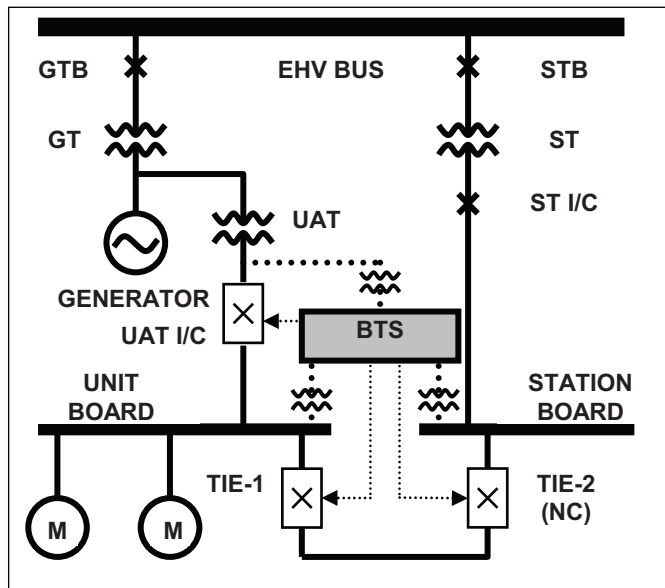 GTB
EHV BUS
STB
GT
ST
ST I/C
UAT
GENERATOR
UAT I/C
BTS
UNIT
BOARD
STATION
BOARD
TIE-1
TIE-2
(NC)
M
M